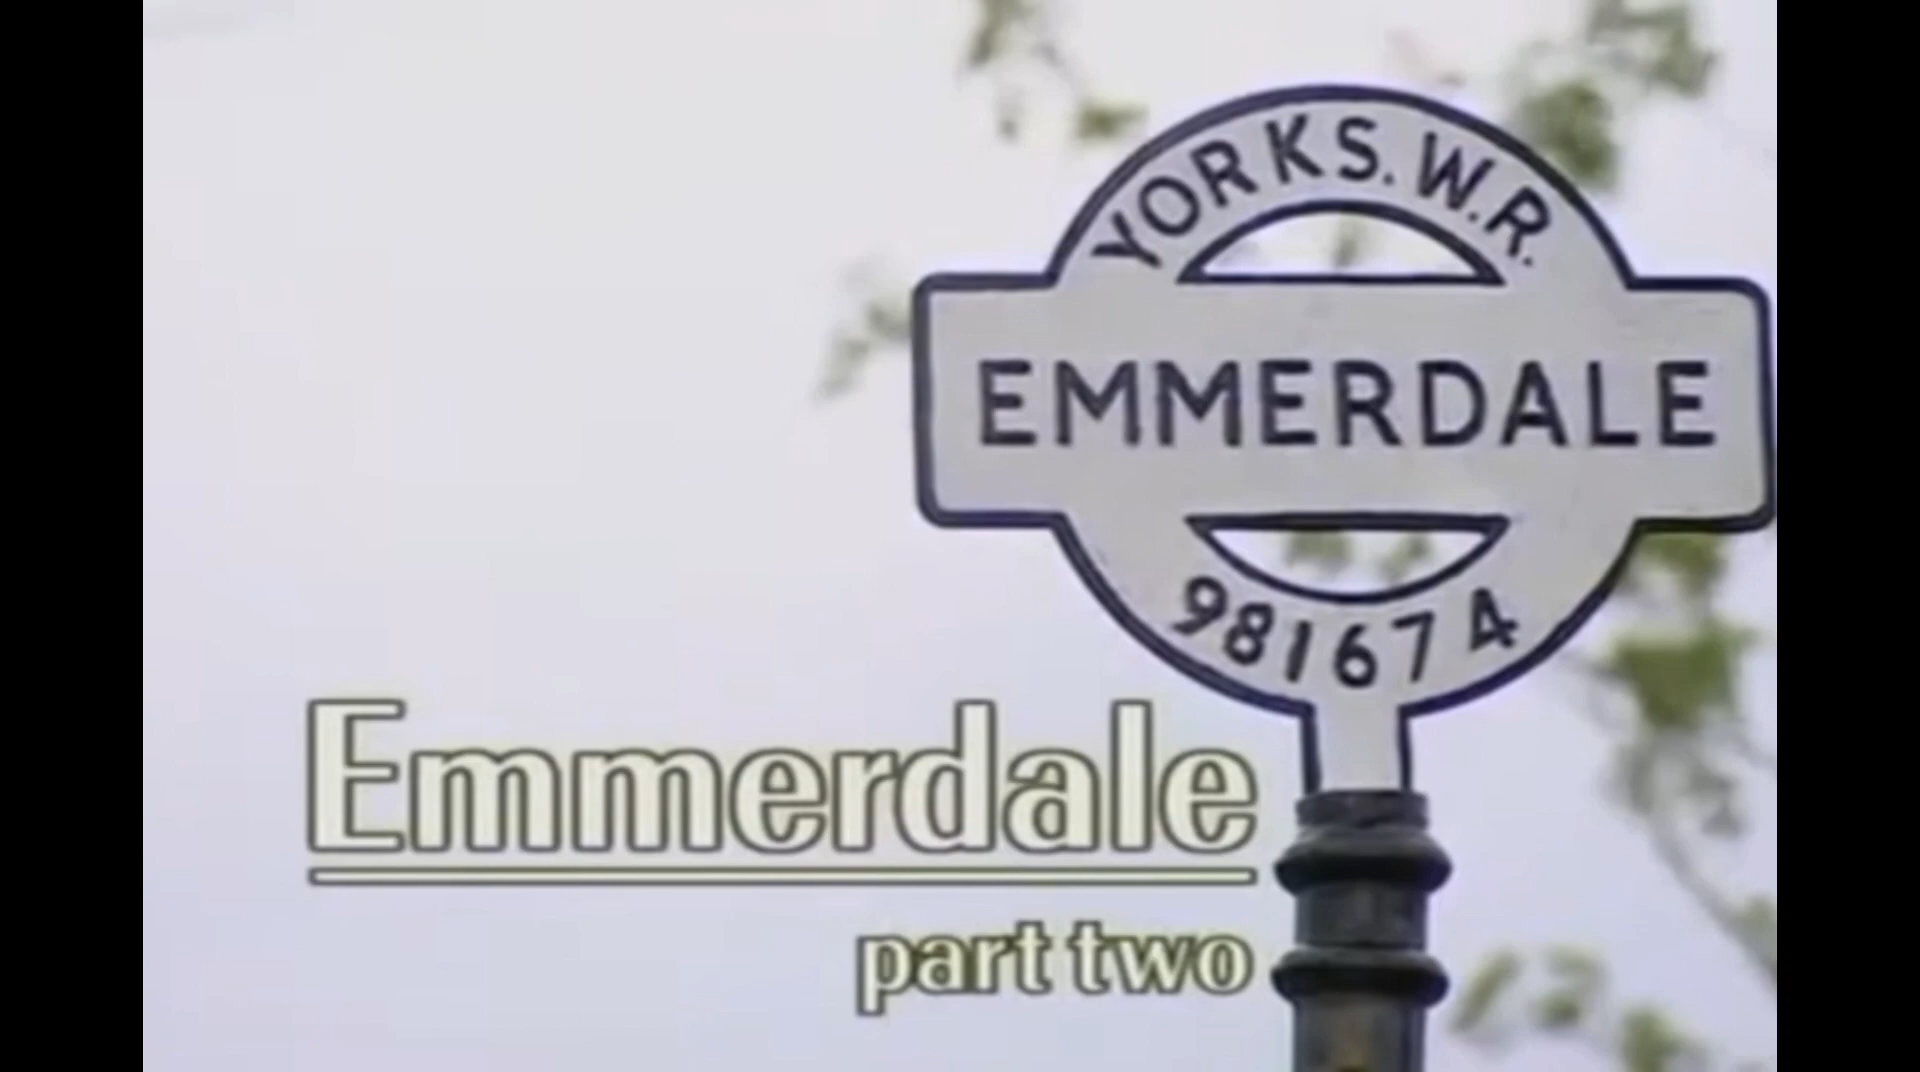 YORKS. W.R.
EMMERDALE
981674
Emmerdale
part two